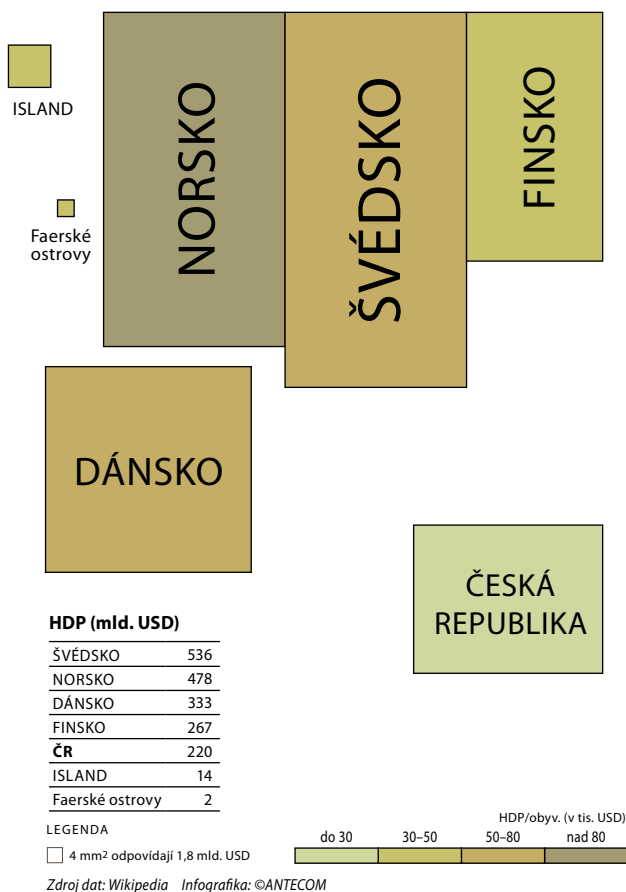 ISLAND
NORSKO
ŠVÉDSKO
FINSKO
Faerské
ostrovy
DÁNSKO
ČESKÁ
REPUBLIKA
HDP (mld. USD)
ŠVÉDSKO 536
NORSKO 478
DÁNSKO 333
FINSKO 267
ČR 220
ISLAND 14
Faerské ostrovy 2
LEGENDA
4 mm² odpovídají 1,8 mld. USD
HDP/obyv. (v tis. USD)
do 30 30–50 50–80 nad 80
Zdroj dat: Wikipedia Infografika: ©ANTECOM